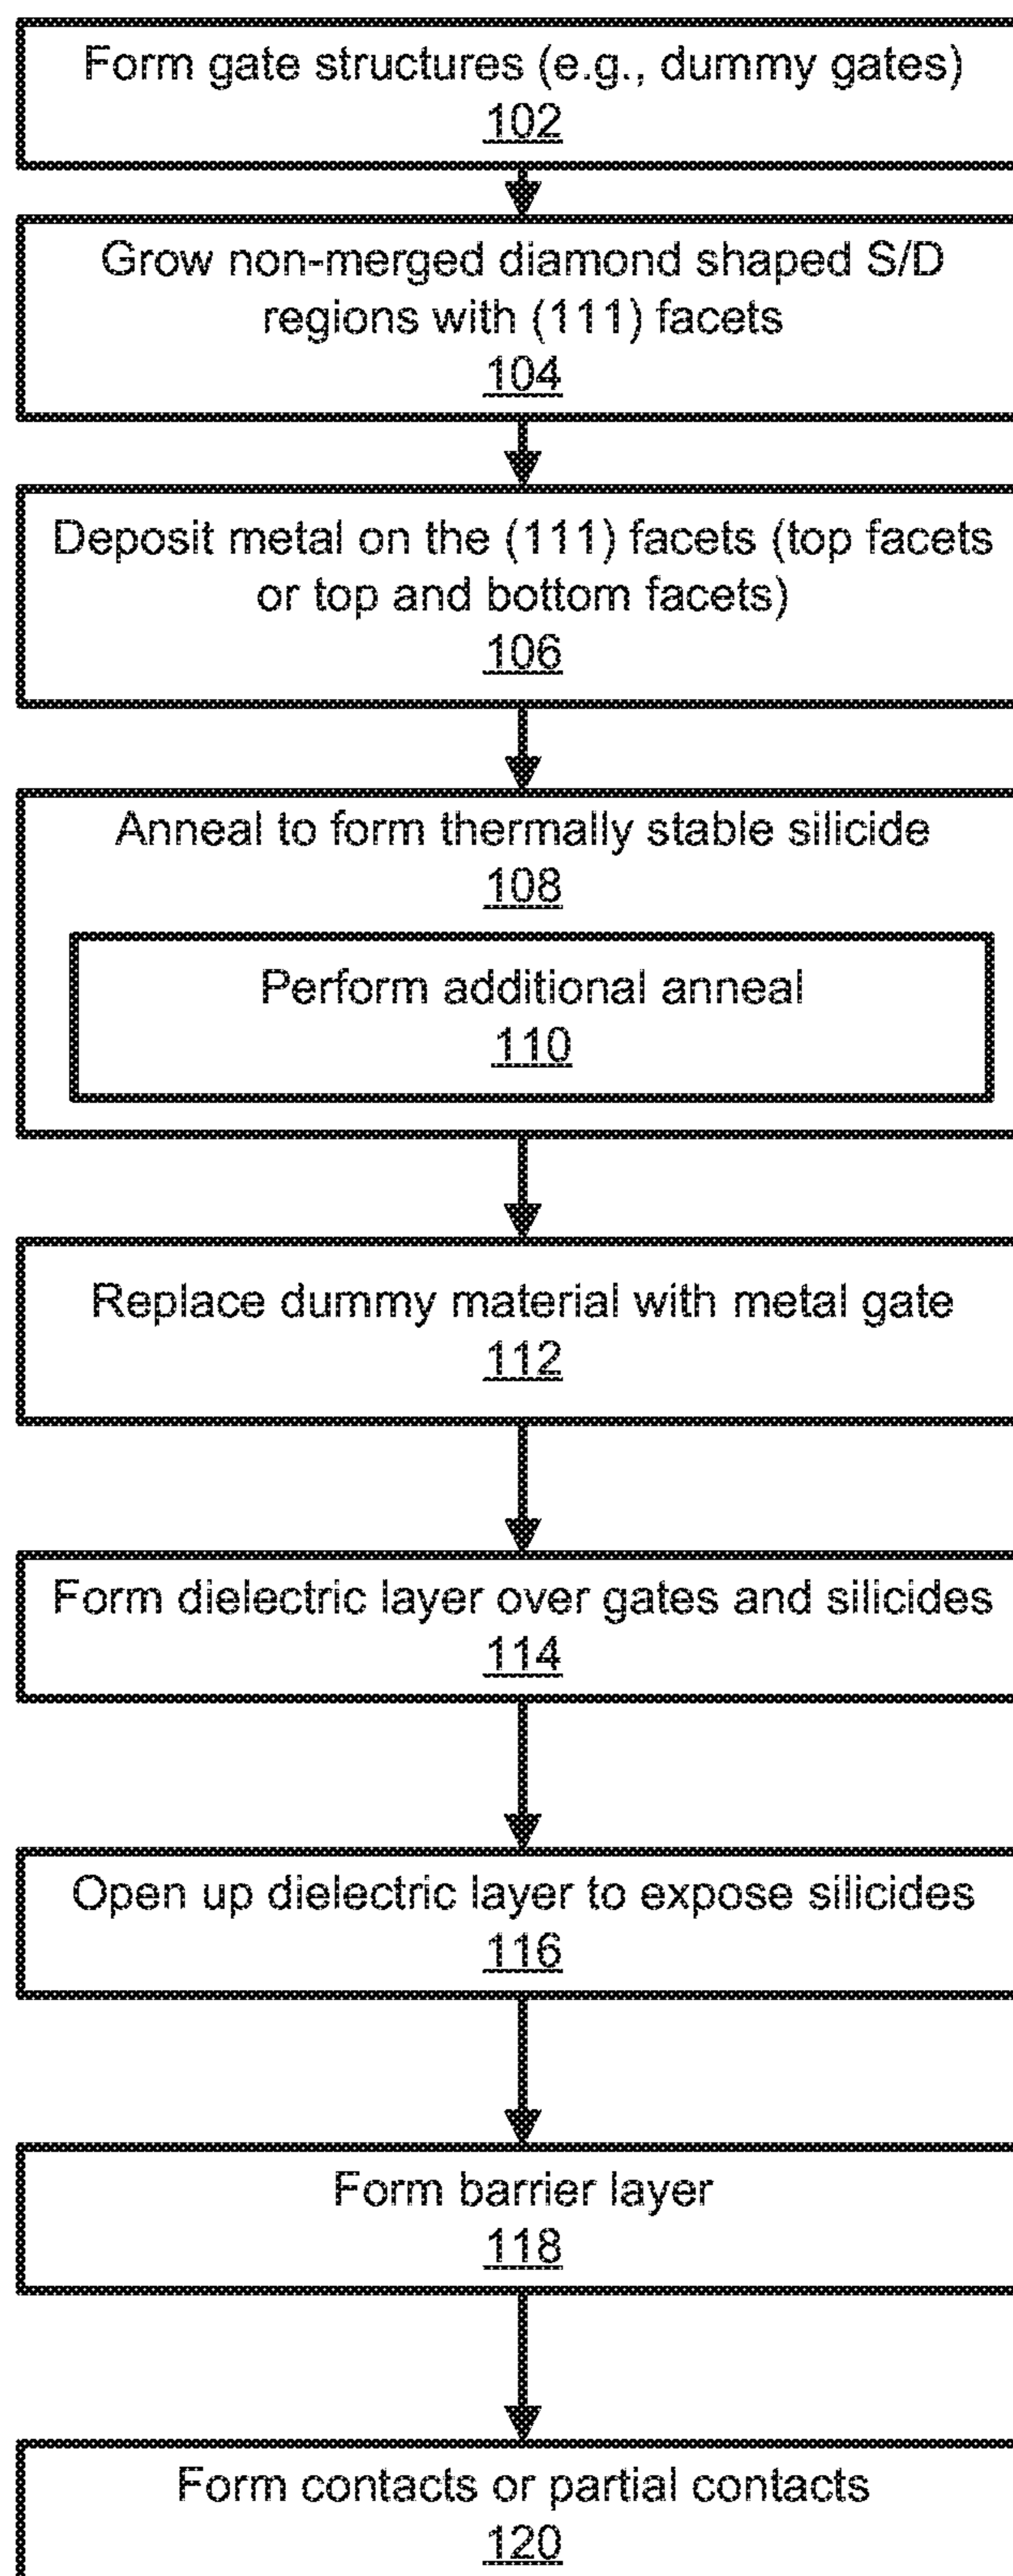 Form gate structures (e.g., dummy gates)
102
Grow non-merged diamond shaped S/D
regions with (111) facets
104
Deposit metal on the (111) facets (top facets
or top and bottom facets)
106
Anneal to form thermally stable silicide
108
Perform additional anneal
110
Replace dummy material with metal gate
112
Form dielectric layer over gates and silicides
114
Open up dielectric layer to expose silicides
116
Form barrier layer
118
Form contacts or partial contacts
120